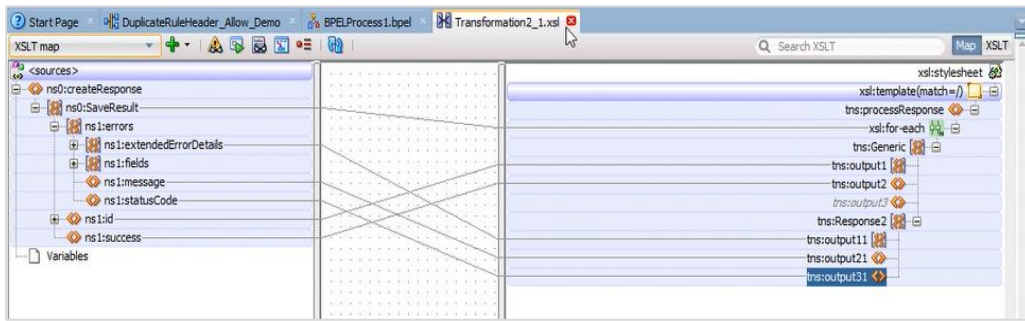 Start Page DuplicateRuleHeader_Allow_Demo BPELProcess1.bpel Transformation2_1.xsl
XSLT map Search XSLT Map XSLT
<sources>
ns0:createResponse
ns0:SaveResult
ns1:errors
ns1:extendedErrorDetails
ns1:fields
ns1:message
ns1:statusCode
ns1:id
ns1:success
Variables
xsl:stylesheet
xsl:template(match=/)
tns:processResponse
xsl:for-each
tns:Generic
tns:output1
tns:output2
tns:output3
tns:Response2
tns:output11
tns:output21
tns:output31